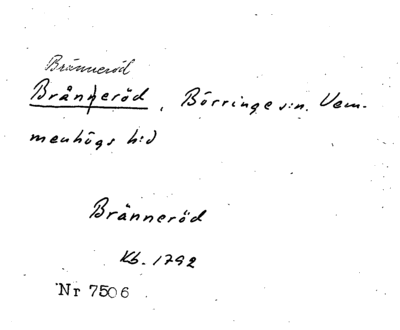 Bränneröd
Brånneröd, Börringe s:n. Vem-
menhögs h:d
Bränneröd
Kb. 1792
Nr 7506